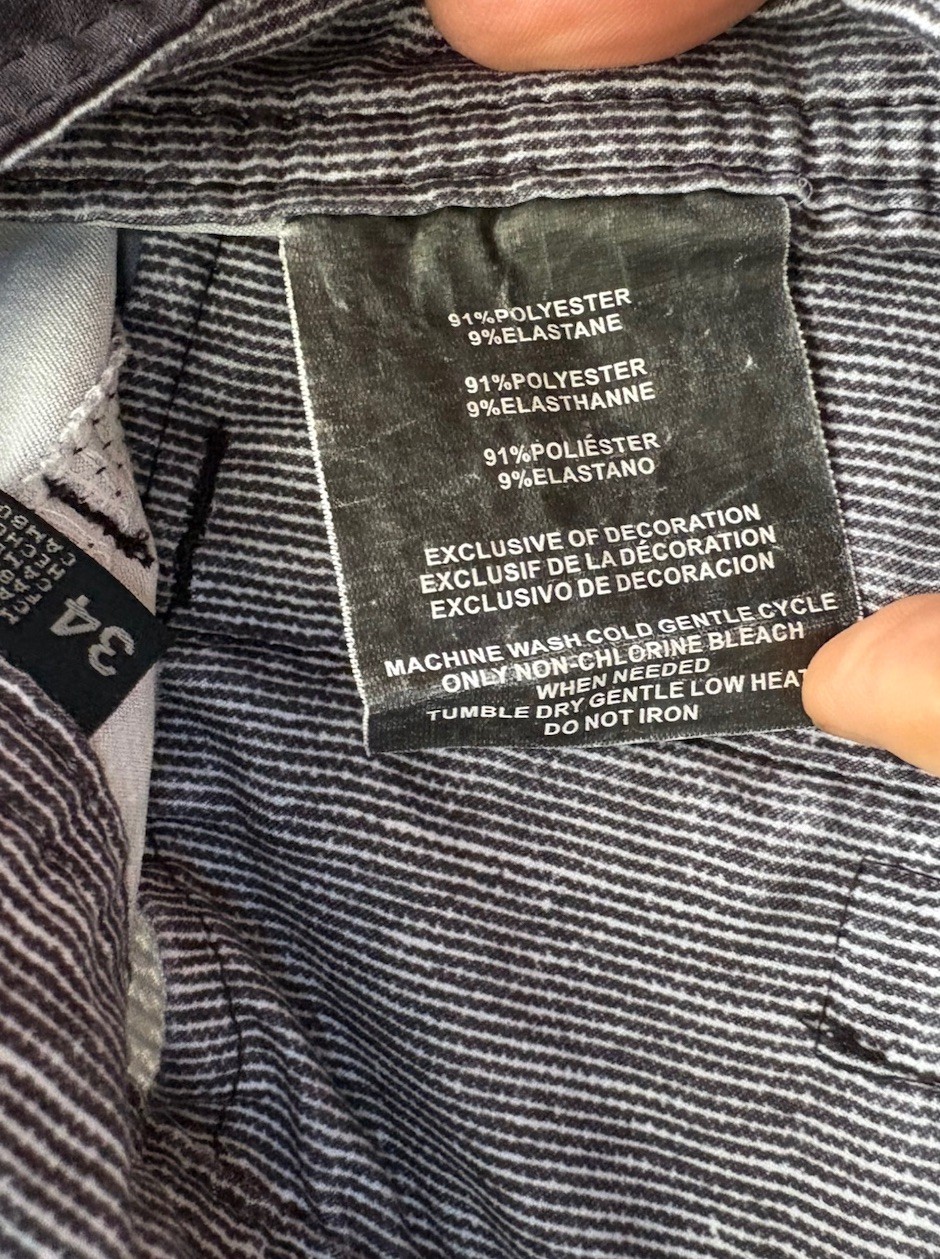 91%POLYESTER
9%ELASTANE
91%POLYESTER
9%ELASTHANNE
91%POLIÉSTER
9%ELASTANO
EXCLUSIVE OF DECORATION
EXCLUSIF DE LA DÉCORATION
EXCLUSIVO DE DECORACION
MACHINE WASH COLD GENTLE CYCLE
ONLY NON-CHLORINE BLEACH
WHEN NEEDED
TUMBLE DRY GENTLE LOW HEAT
DO NOT IRON
34